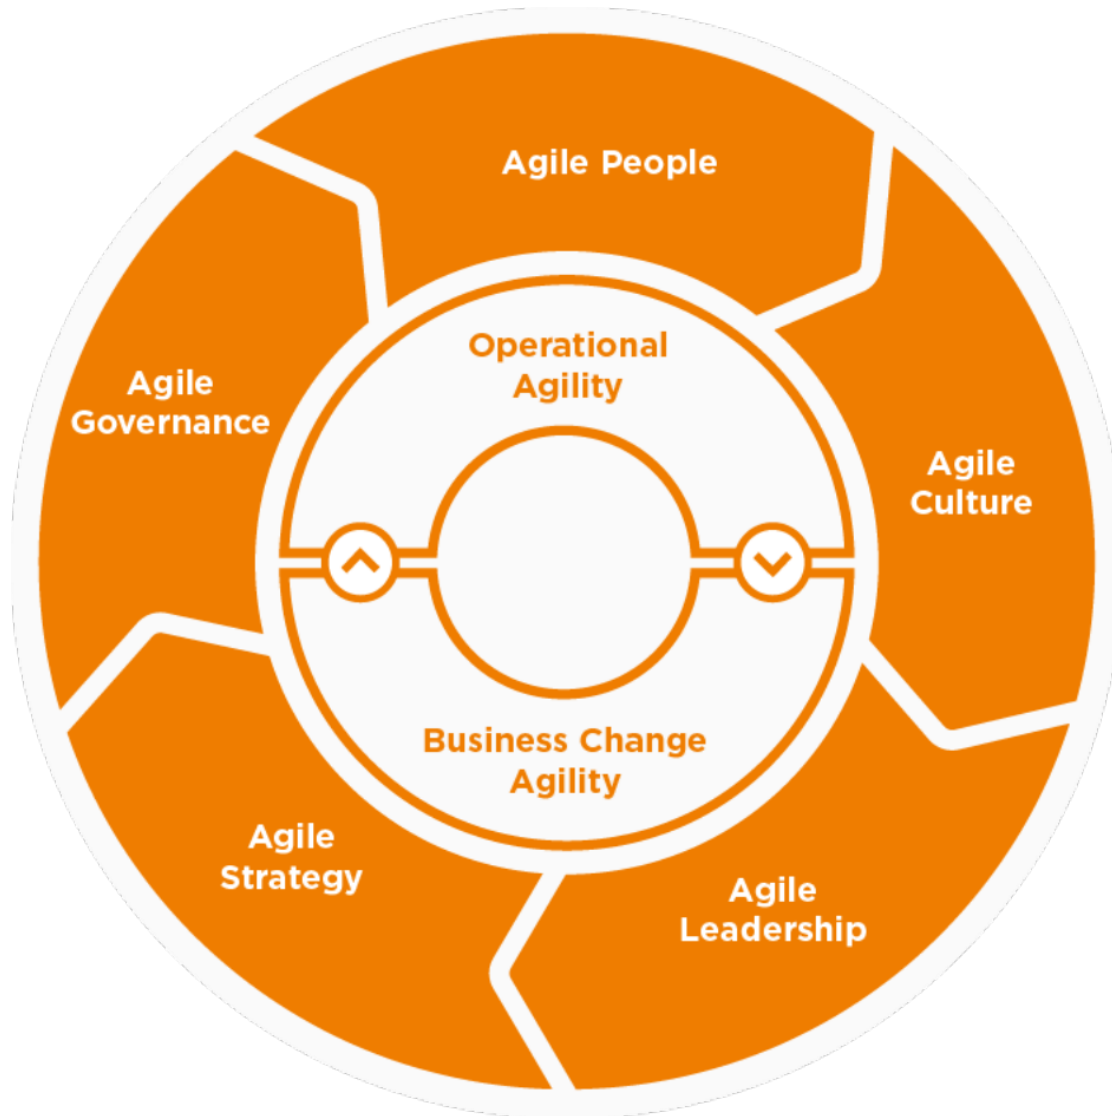 Agile People
Operational
Agility
Agile
Governance
Agile
Culture
Business Change
Agility
Agile
Strategy
Agile
Leadership